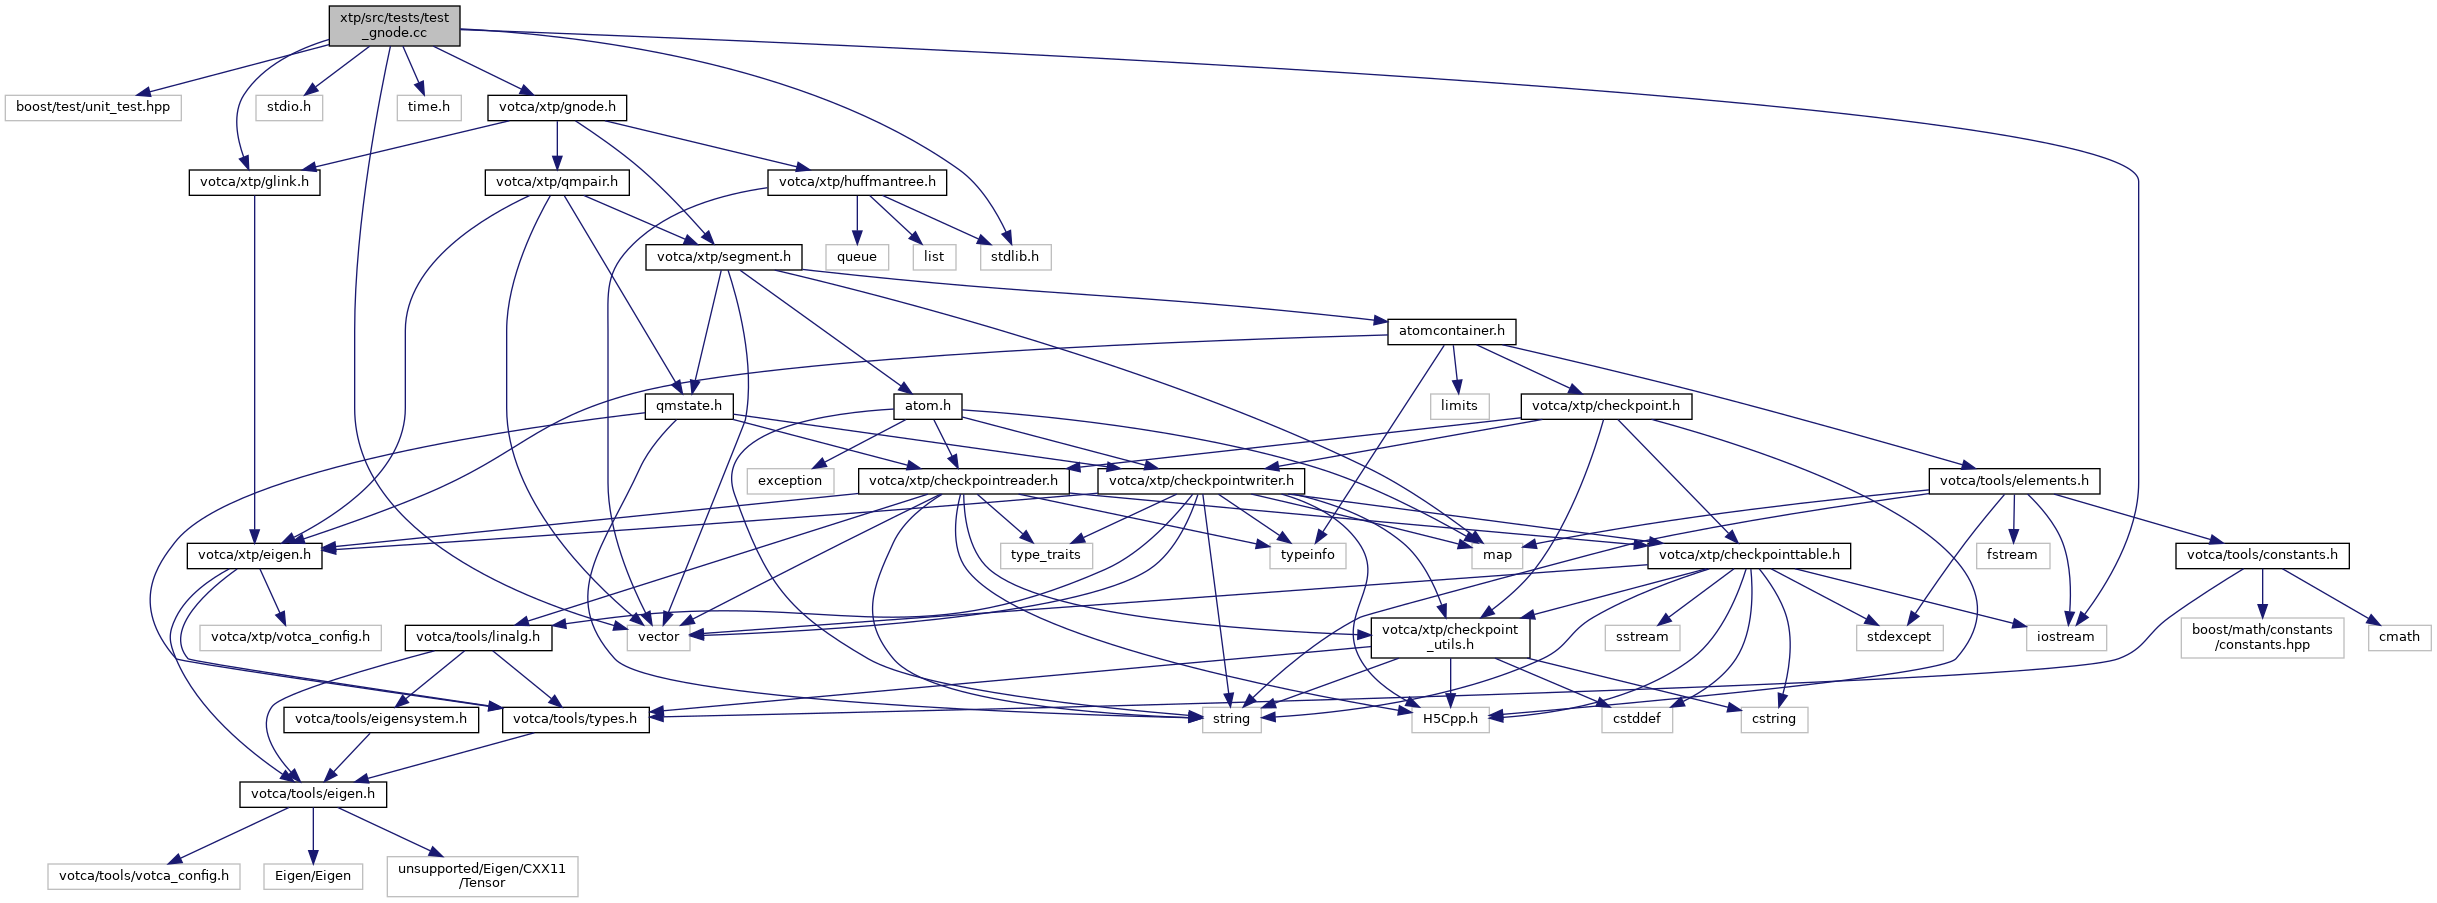 xtp/src/tests/test
_gnode.cc
boost/test/unit_test.hpp
stdio.h
time.h
votca/xtp/gnode.h
votca/xtp/glink.h
votca/xtp/qmpair.h
votca/xtp/huffmantree.h
votca/xtp/segment.h
queue
list
stdlib.h
atomcontainer.h
qmstate.h
atom.h
limits
votca/xtp/checkpoint.h
exception
votca/xtp/checkpointreader.h
votca/xtp/checkpointwriter.h
votca/tools/elements.h
votca/xtp/eigen.h
type_traits
typeinfo
map
votca/xtp/checkpointtable.h
fstream
votca/tools/constants.h
votca/xtp/votca_config.h
votca/tools/linalg.h
vector
votca/xtp/checkpoint
_utils.h
sstream
stdexcept
iostream
boost/math/constants
/constants.hpp
cmath
votca/tools/eigensystem.h
votca/tools/types.h
string
H5Cpp.h
cstddef
cstring
votca/tools/eigen.h
votca/tools/votca_config.h
Eigen/Eigen
unsupported/Eigen/CXX11
/Tensor